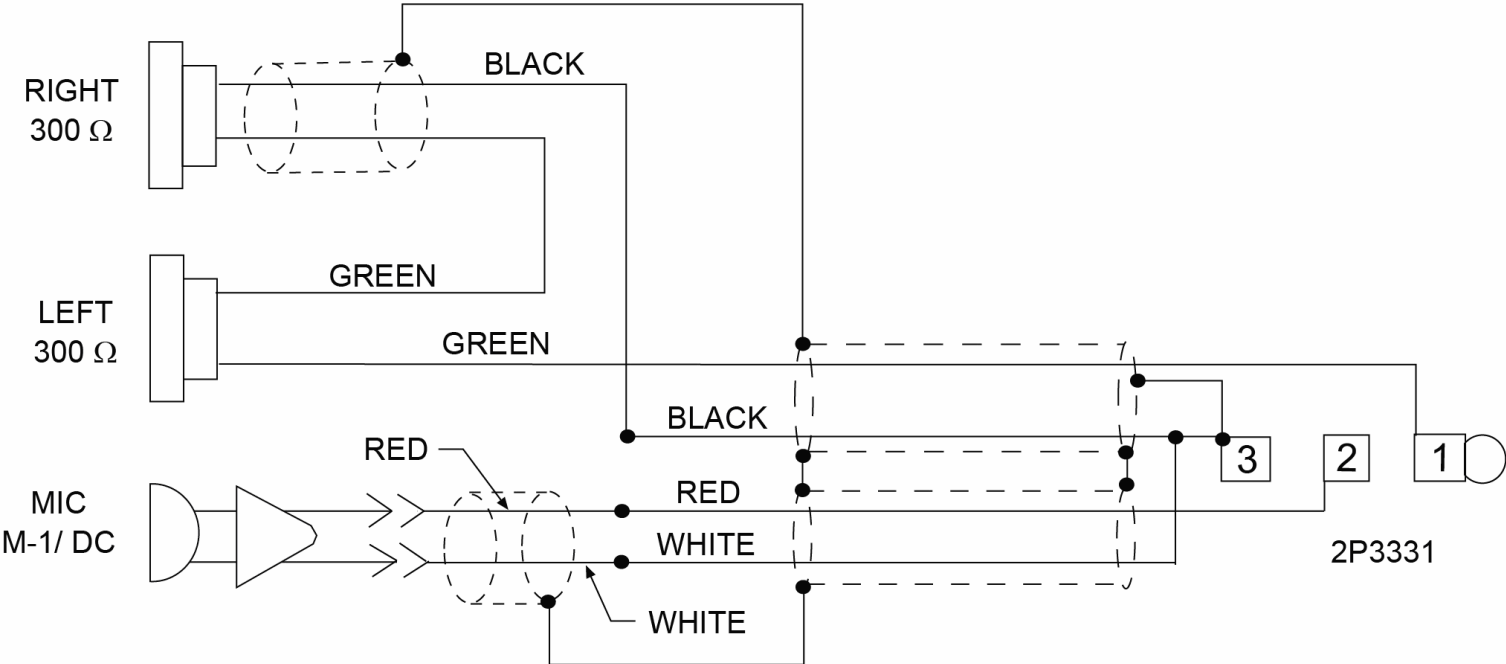 BLACK
RIGHT
300 Ω
GREEN
LEFT
300 Ω
GREEN
BLACK
RED
3 2 1
MIC
M-1/ DC
RED
WHITE
2P3331
WHITE